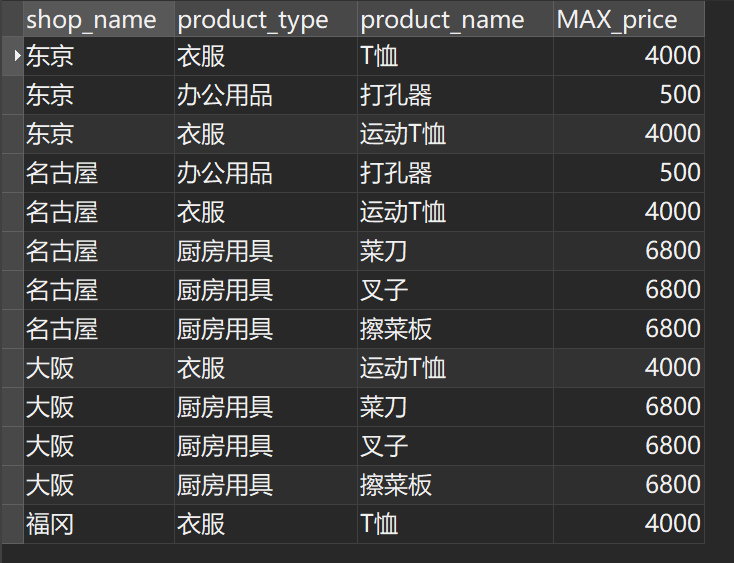 shop_name product_type product_name MAX_price
东京 衣服 T恤 4000
东京 办公用品 打孔器 500
东京 衣服 运动T恤 4000
名古屋 办公用品 打孔器 500
名古屋 衣服 运动T恤 4000
名古屋 厨房用具 菜刀 6800
名古屋 厨房用具 叉子 6800
名古屋 厨房用具 擦菜板 6800
大阪 衣服 运动T恤 4000
大阪 厨房用具 菜刀 6800
大阪 厨房用具 叉子 6800
大阪 厨房用具 擦菜板 6800
福冈 衣服 T恤 4000